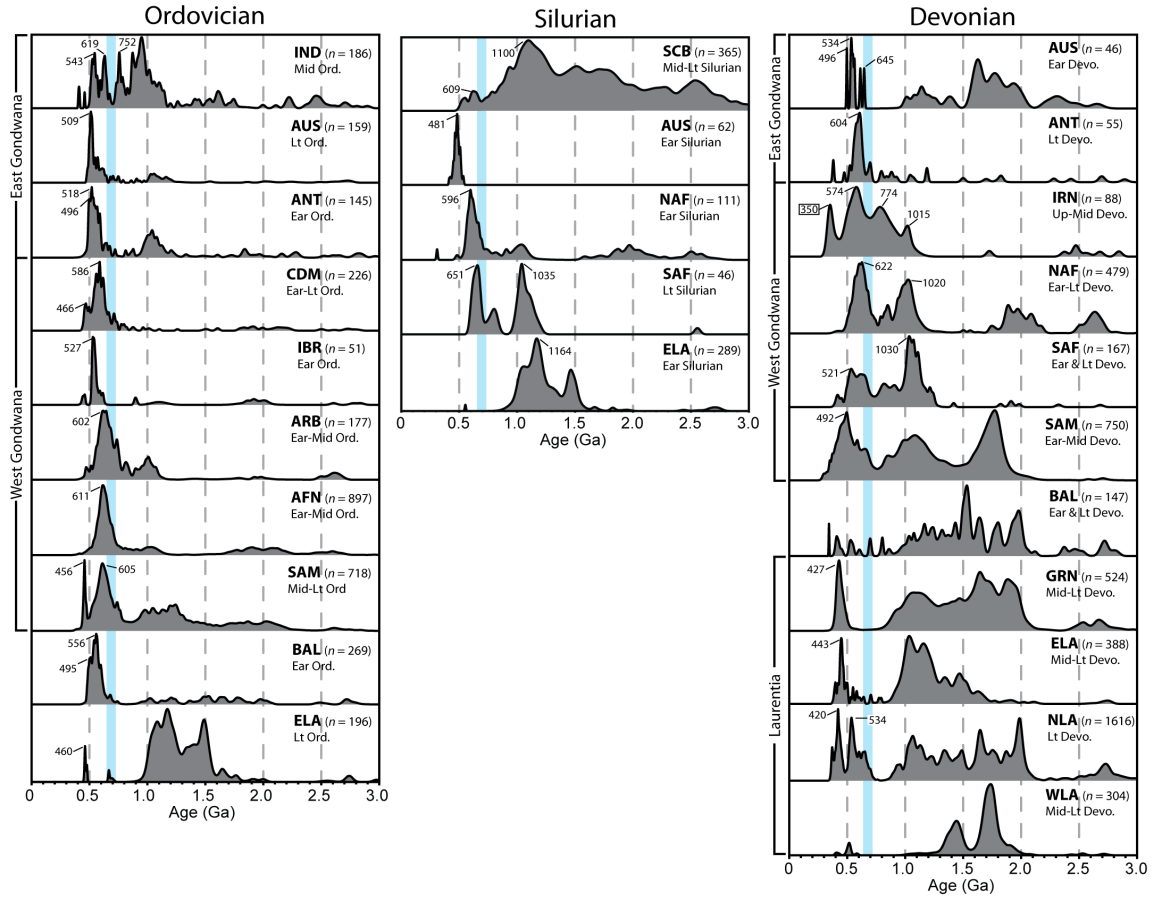 Ordovician
East Gondwana
West Gondwana
619
752
543
IND (n = 186)
Mid Ord.
509
AUS (n = 159)
Lt Ord.
518
496
ANT (n = 145)
Ear Ord.
586
466
CDM (n = 226)
Ear-Lt Ord.
527
IBR (n = 51)
Ear Ord.
602
ARB (n = 177)
Ear-Mid Ord.
611
AFN (n = 897)
Ear-Mid Ord.
456
605
SAM (n = 718)
Mid-Lt Ord
556
495
BAL (n = 269)
Ear Ord.
460
ELA (n = 196)
Lt Ord.
0 0.5 1.0 1.5 2.0 2.5 3.0
Age (Ga)
Silurian
1100
609
SCB (n = 365)
Mid-Lt Silurian
481
AUS (n = 62)
Ear Silurian
596
NAF (n = 111)
Ear Silurian
651
1035
SAF (n = 46)
Lt Silurian
1164
ELA (n = 289)
Ear Silurian
0 0.5 1.0 1.5 2.0 2.5 3.0
Age (Ga)
Devonian
East Gondwana
West Gondwana
Laurentia
534
496
645
AUS (n = 46)
Ear Devo.
604
ANT (n = 55)
Lt Devo.
350
574
774
1015
IRN (n = 88)
Up-Mid Devo.
622
1020
NAF (n = 479)
Ear-Lt Devo.
521
1030
SAF (n = 167)
Ear & Lt Devo.
492
SAM (n = 750)
Ear-Mid Devo.
BAL (n = 147)
Ear & Lt Devo.
427
GRN (n = 524)
Mid-Lt Devo.
443
ELA (n = 388)
Mid-Lt Devo.
420
534
NLA (n = 1616)
Lt Devo.
WLA (n = 304)
Mid-Lt Devo.
0 0.5 1.0 1.5 2.0 2.5 3.0
Age (Ga)